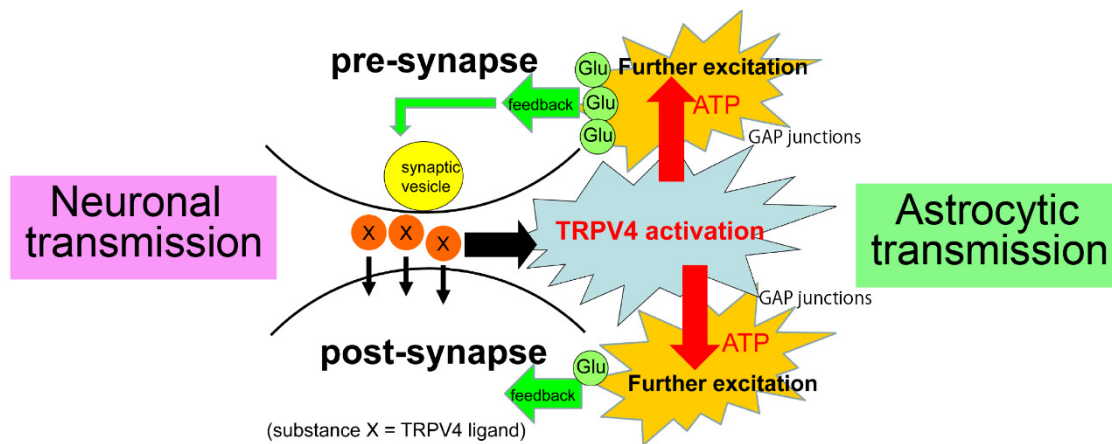 pre-synapse
Glu
Further excitation
feedback
Glu
ATP
Glu
GAP junctions
synaptic
vesicle
Neuronal
transmission
X
X
X
TRPV4 activation
Astrocytic
transmission
GAP junctions
post-synapse
Glu
ATP
Further excitation
feedback
(substance X = TRPV4 ligand)